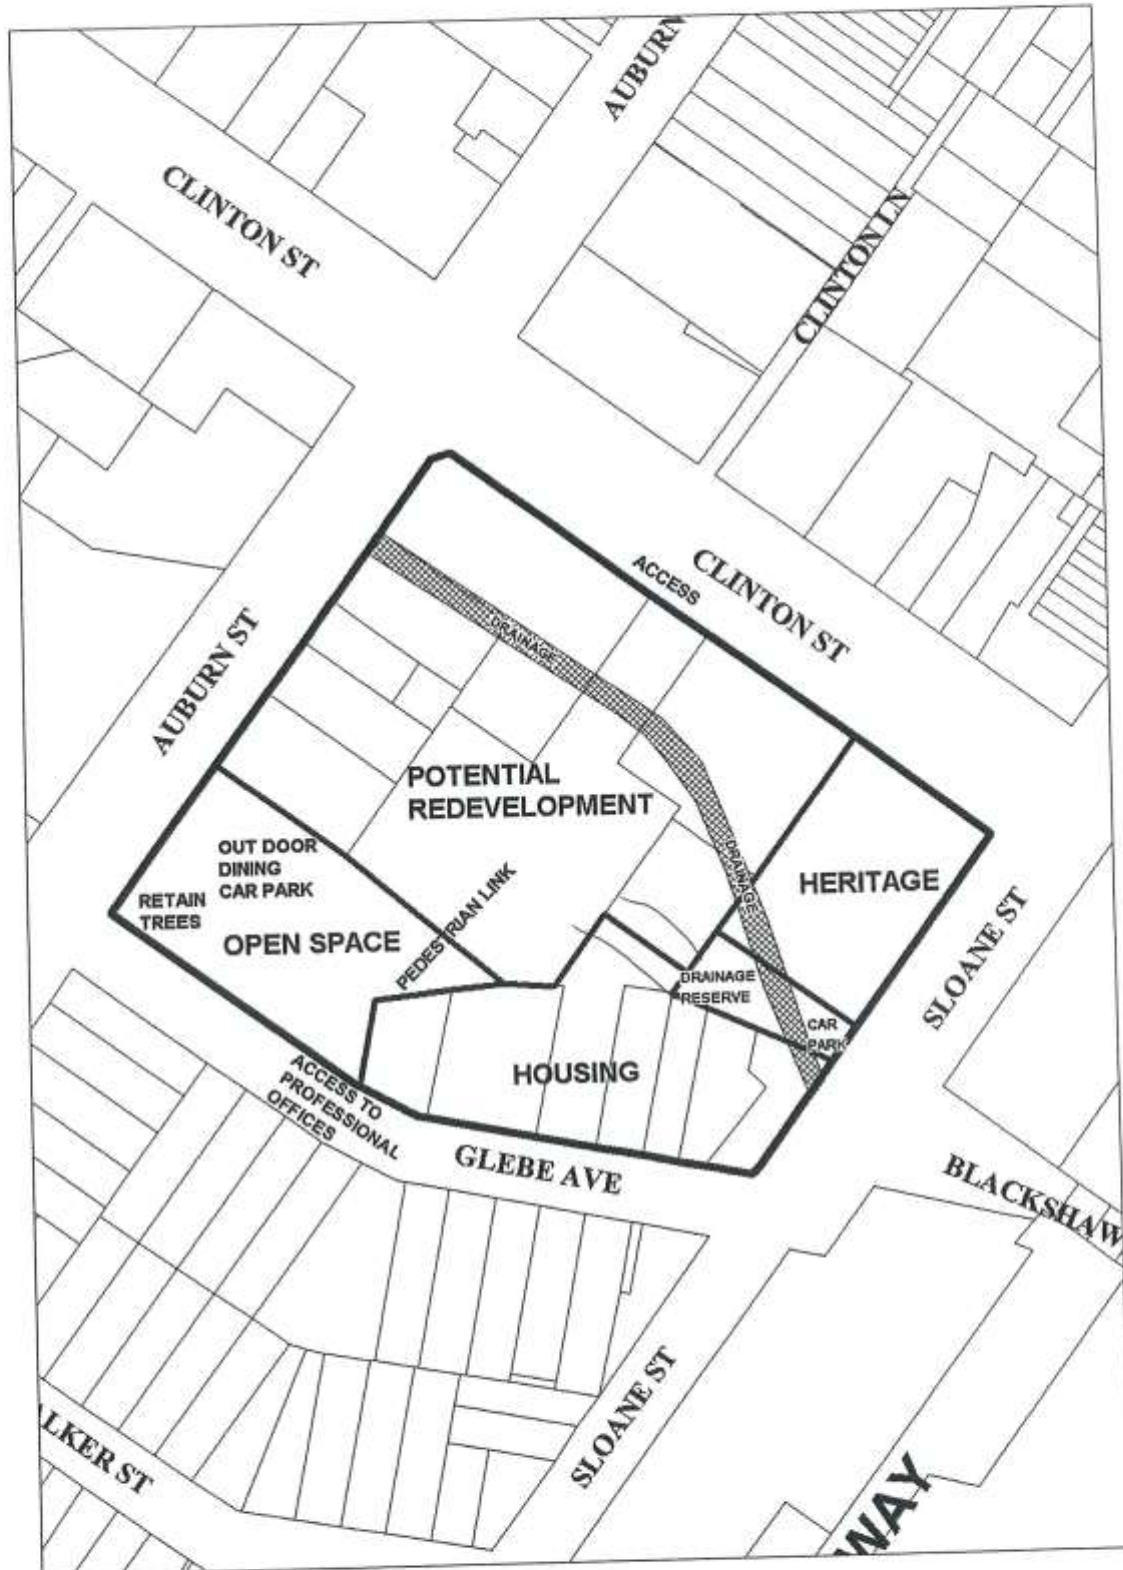 AUBURN
CLINTON ST
CLINTON LN
ACCESS
CLINTON ST
DRAINAGE
AUBURN ST
POTENTIAL
REDEVELOPMENT
OUT DOOR
DINING
CAR PARK
RETAIN
TREES
OPEN SPACE
PEDESTRIAN LINK
DRAINAGE
HERITAGE
SLOANE ST
DRAINAGE
RESERVE
CAR
PARK
HOUSING
ACCESS TO
PROFESSIONAL
OFFICES
GLEBE AVE
BLACKSHAW
SLOANE ST
ALKER ST
WAY